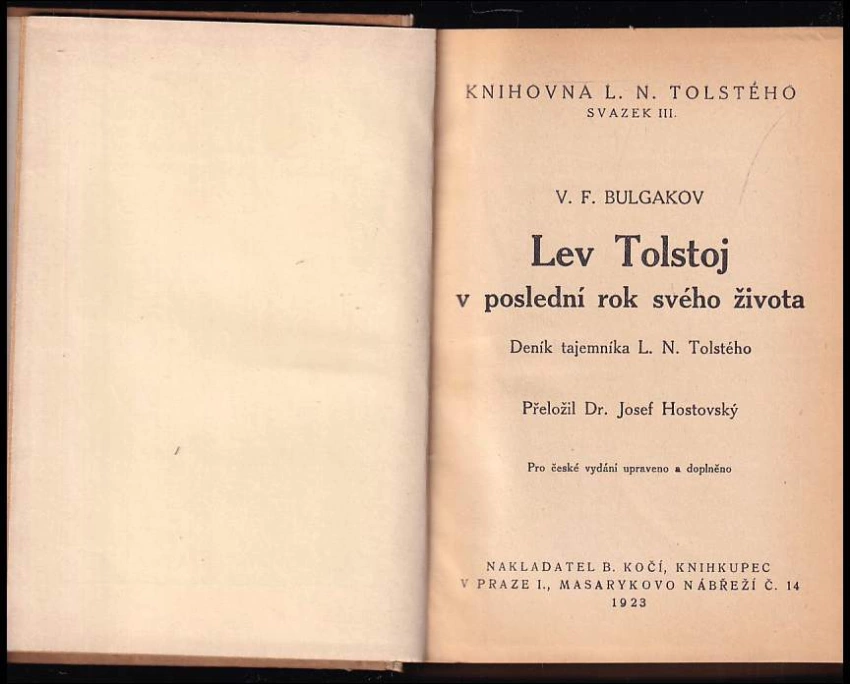 KNIHOVNA L. N. TOLSTÉHO
SVAZEK III.
V. F. BULGAKOV
Lev Tolstoj
v poslední rok svého života
Deník tajemníka L. N. Tolstého
Přeložil Dr. Josef Hostovský
Pro české vydání upraveno a doplněno
NAKLADATEL B. KOČÍ, KNIHKUPEC
V PRAZE I., MASARYKOVO NÁBŘEŽÍ Č. 14
1923